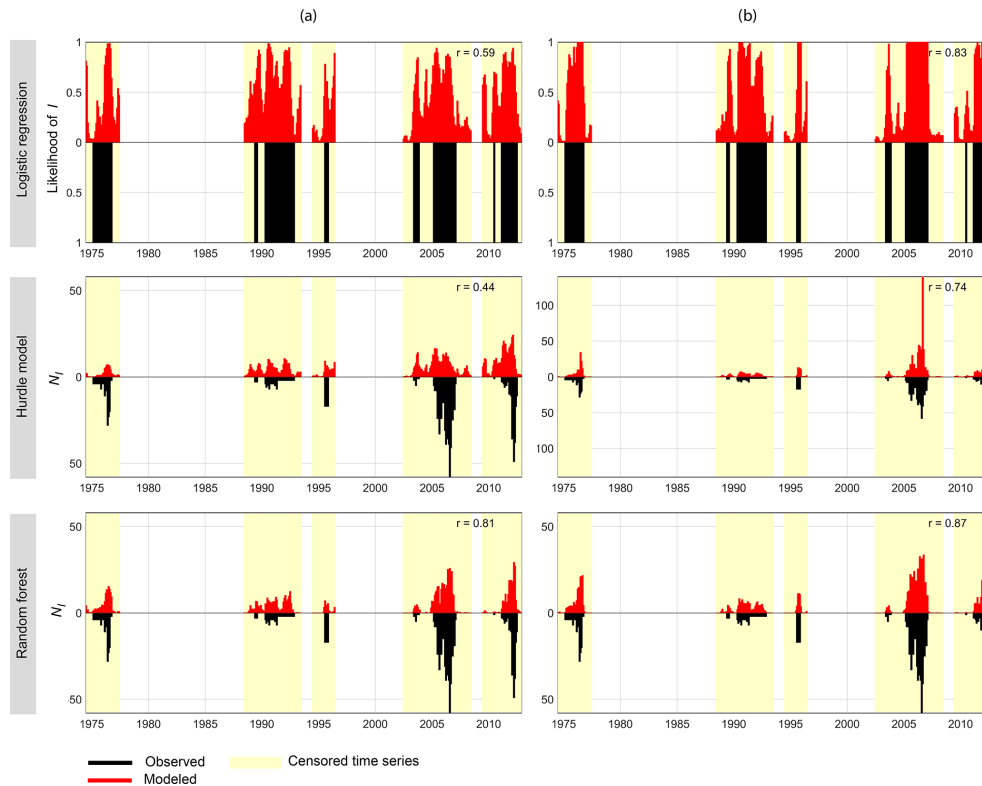 (a)
(b)
Logistic regression
Likelihood of I
1
0.5
0
0.5
1
r = 0.59
1975 1980 1985 1990 1995 2000 2005 2010
1
0.5
0
0.5
1
r = 0.83
1975 1980 1985 1990 1995 2000 2005 2010
Hurdle model
N_I
50
0
50
r = 0.44
1975 1980 1985 1990 1995 2000 2005 2010
100
50
0
50
100
r = 0.74
1975 1980 1985 1990 1995 2000 2005 2010
Random forest
N_I
50
0
50
r = 0.81
1975 1980 1985 1990 1995 2000 2005 2010
50
0
50
r = 0.87
1975 1980 1985 1990 1995 2000 2005 2010
Observed
Censored time series
Modeled